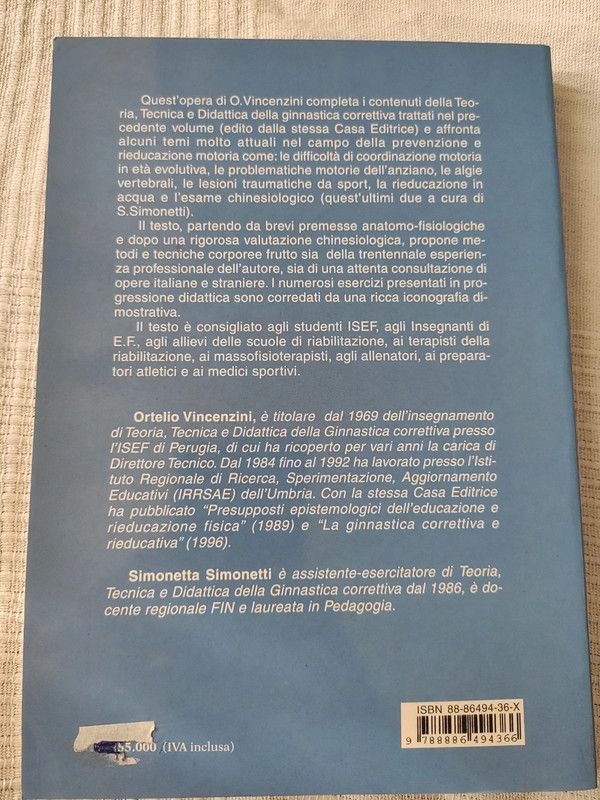 Quest'opera di O.Vincenzini completa i contenuti della Teo-
ria, Tecnica e Didattica della ginnastica correttiva trattati nel pre-
cedente volume (edito dalla stessa Casa Editrice) e affronta
alcuni temi molto attuali nel campo della prevenzione e
rieducazione motoria come: le difficoltà di coordinazione motoria
in età evolutiva, le problematiche motorie dell'anziano, le algie
vertebrali, le lesioni traumatiche da sport, la rieducazione in
acqua e l'esame chinesiologico (quest'ultimi due a cura di
S.Simonetti).
Il testo, partendo da brevi premesse anatomo-fisiologiche
e dopo una rigorosa valutazione chinesiologica, propone me-
todi e tecniche corporee frutto sia della trentennale esperien-
za professionale dell'autore, sia di una attenta consultazione di
opere italiane e straniere. I numerosi esercizi presentati in pro-
gressione didattica sono corredati da una ricca iconografia di-
mostrativa.
Il testo è consigliato agli studenti ISEF, agli Insegnanti di
E.F., agli allievi delle scuole di riabilitazione, ai terapisti della
riabilitazione, ai massofisioterapisti, agli allenatori, ai prepara-
tori atletici e ai medici sportivi.
Ortelio Vincenzini, è titolare dal 1969 dell'insegnamento
di Teoria, Tecnica e Didattica della Ginnastica correttiva presso
l'ISEF di Perugia, di cui ha ricoperto per vari anni la carica di
Direttore Tecnico. Dal 1984 fino al 1992 ha lavorato presso l'Isti-
tuto Regionale di Ricerca, Sperimentazione, Aggiornamento
Educativi (IRRSAE) dell'Umbria. Con la stessa Casa Editrice
ha pubblicato "Presupposti epistemologici dell'educazione e
rieducazione fisica" (1989) e "La ginnastica correttiva e
rieducativa" (1996).
Simonetta Simonetti è assistente-esercitatore di Teoria,
Tecnica e Didattica della Ginnastica correttiva dal 1986, è do-
cente regionale FIN e laureata in Pedagogia.
ISBN 88-86494-36-X
9 788886 494366
55.000 (IVA inclusa)